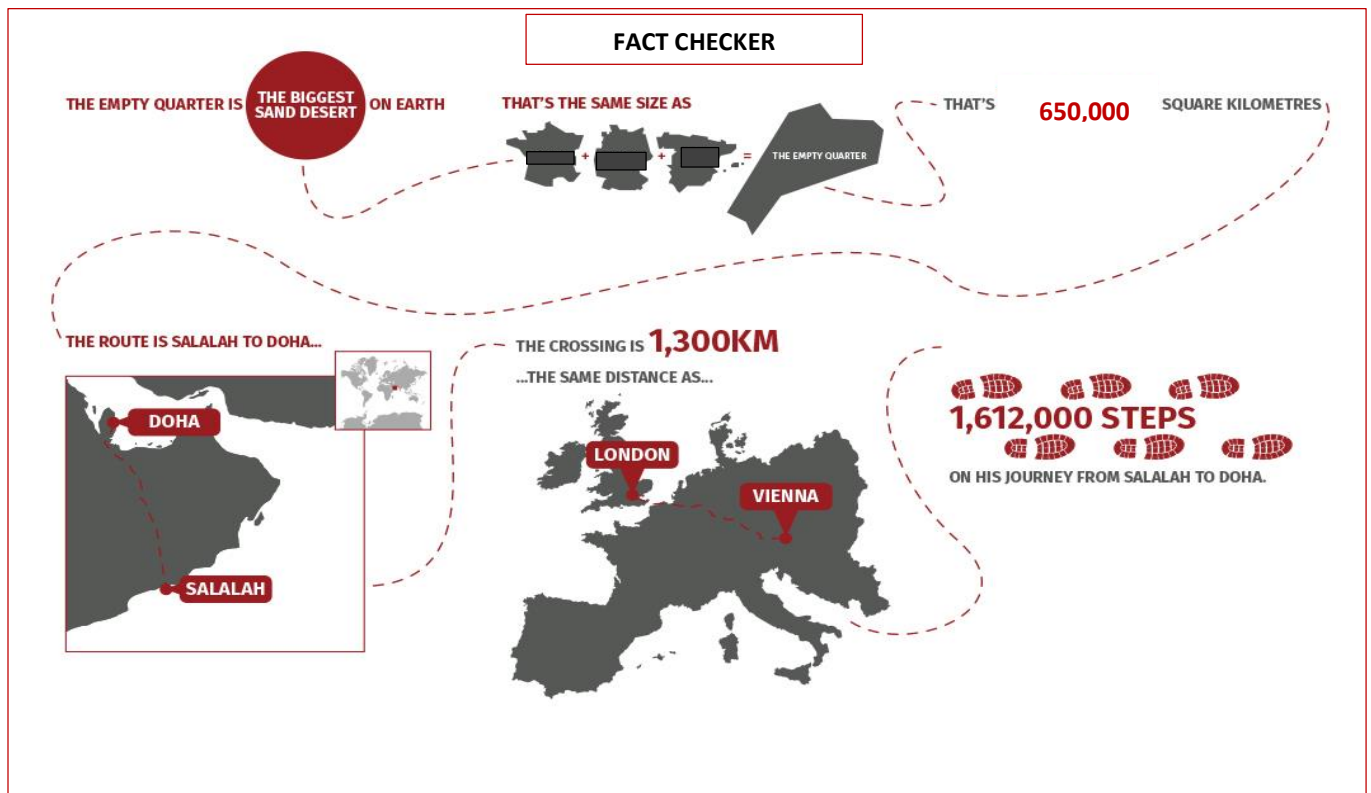 FACT CHECKER
THE EMPTY QUARTER IS
THE BIGGEST
SAND DESERT
ON EARTH
THAT'S THE SAME SIZE AS
+ + =
THE EMPTY QUARTER
THAT'S 650,000 SQUARE KILOMETRES
THE ROUTE IS SALALAH TO DOHA...
DOHA
SALALAH
THE CROSSING IS 1,300KM
...THE SAME DISTANCE AS...
LONDON
VIENNA
1,612,000 STEPS
ON HIS JOURNEY FROM SALALAH TO DOHA.